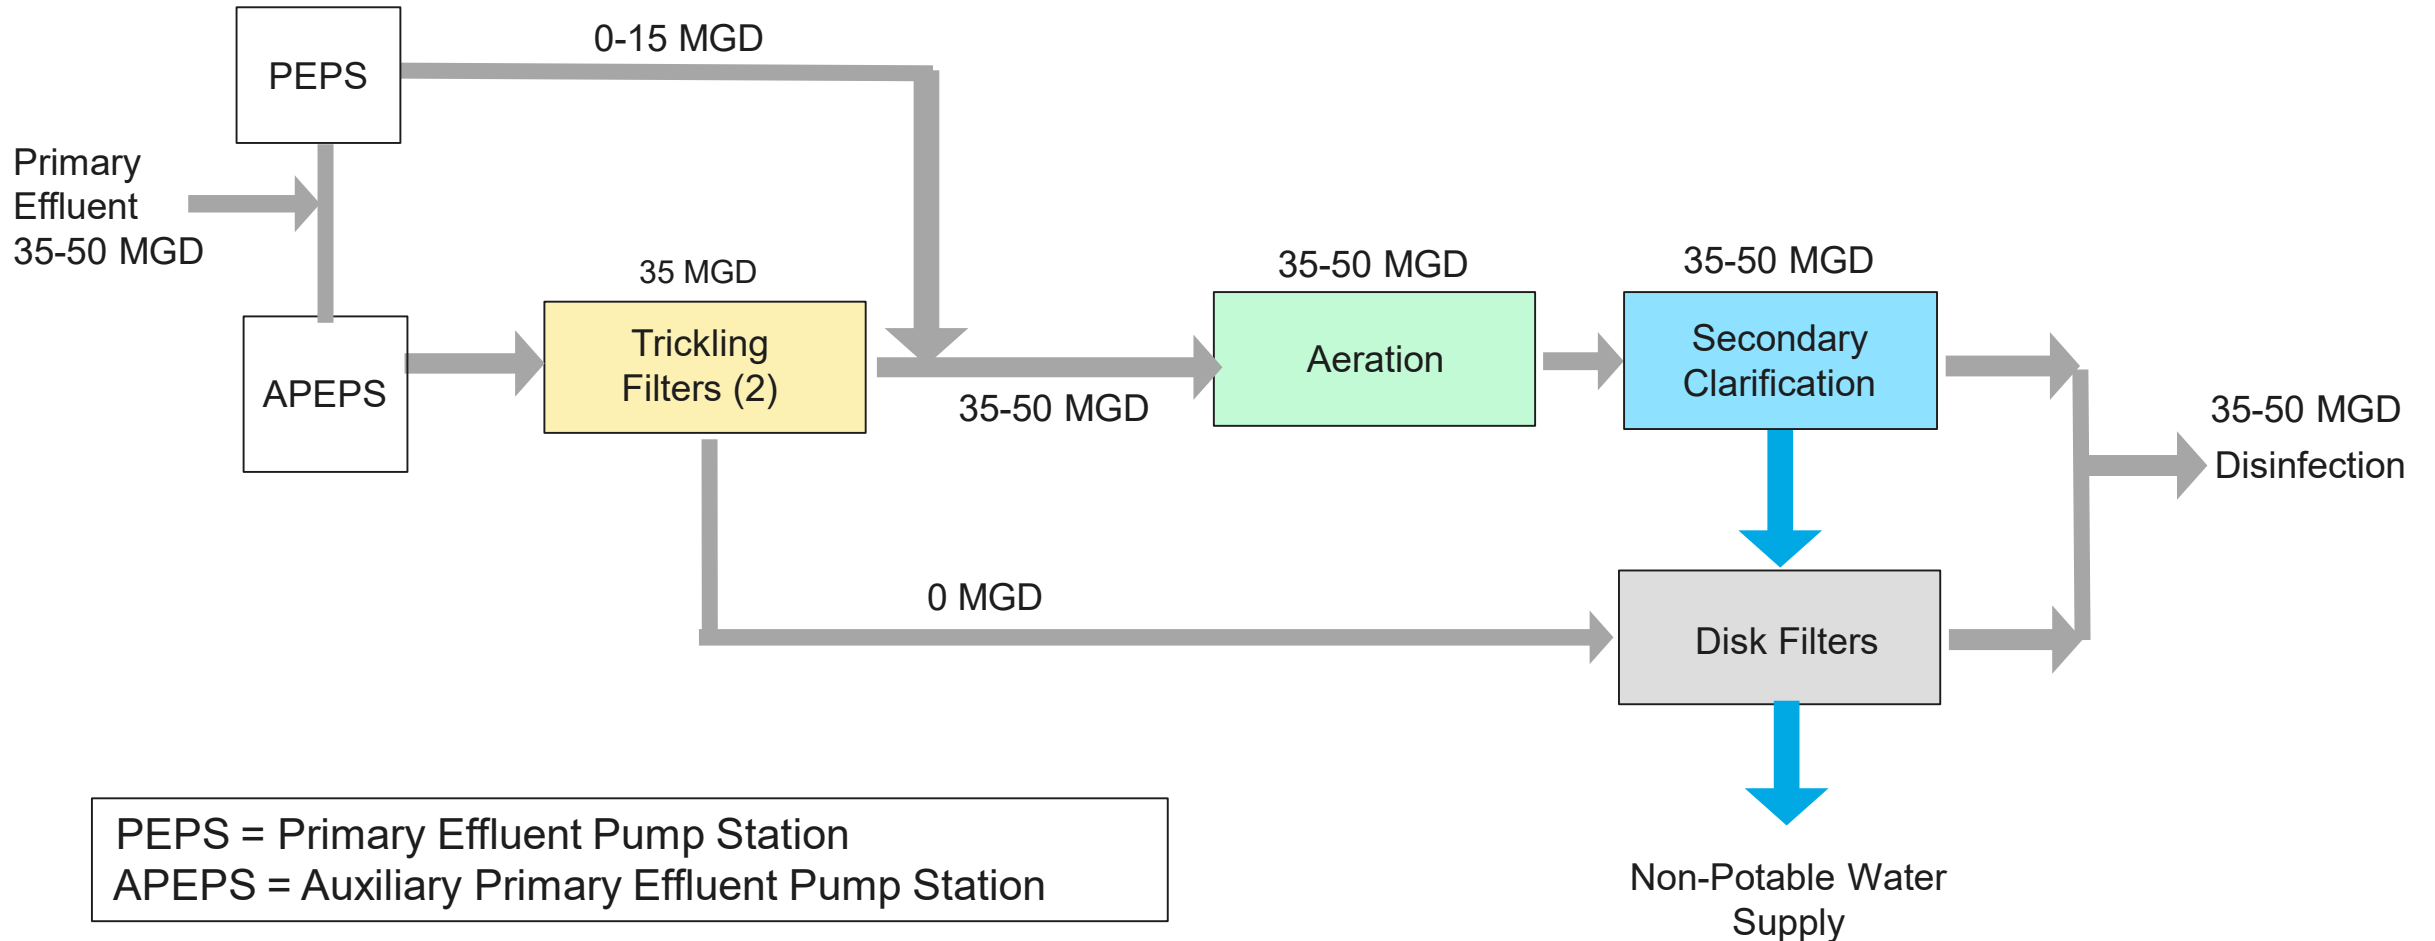 PEPS
0-15 MGD
Primary
Effluent
35-50 MGD
APEPS
35 MGD
Trickling
Filters (2)
35-50 MGD
35-50 MGD
Aeration
35-50 MGD
Secondary
Clarification
35-50 MGD
Disinfection
0 MGD
Disk Filters
Non-Potable Water
Supply
PEPS = Primary Effluent Pump Station
APEPS = Auxiliary Primary Effluent Pump Station